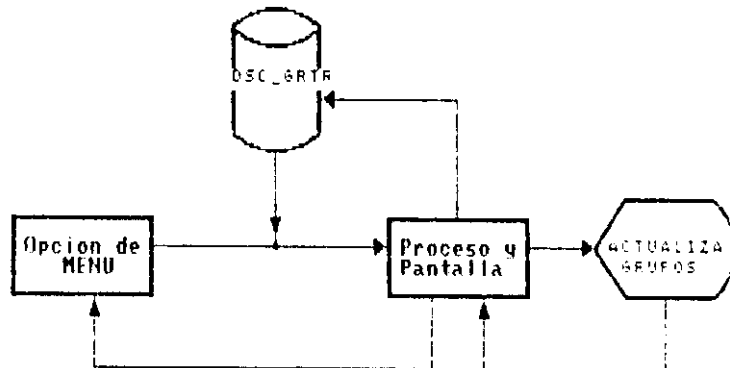 DSC_GRTR
Opcion de
MENU
Proceso y
Pantalla
ACTUALIZA
GRUPOS